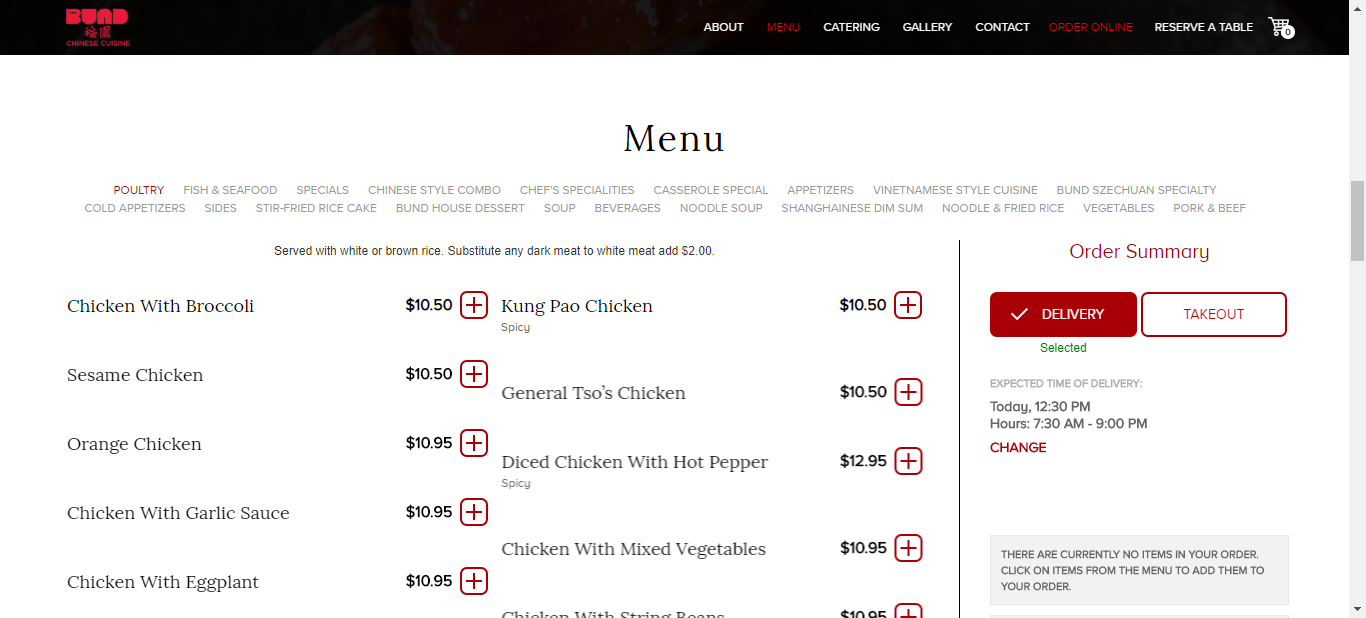 BUND
裕園
CHINESE CUISINE
ABOUT MENU CATERING GALLERY CONTACT ORDER ONLINE RESERVE A TABLE 0
Menu
POULTRY FISH & SEAFOOD SPECIALS CHINESE STYLE COMBO CHEF'S SPECIALITIES CASSEROLE SPECIAL APPETIZERS VINETNAMESE STYLE CUISINE BUND SZECHUAN SPECIALTY
COLD APPETIZERS SIDES STIR-FRIED RICE CAKE BUND HOUSE DESSERT SOUP BEVERAGES NOODLE SOUP SHANGHAINESE DIM SUM NOODLE & FRIED RICE VEGETABLES PORK & BEEF
Served with white or brown rice. Substitute any dark meat to white meat add $2.00.
Chicken With Broccoli $10.50
Sesame Chicken $10.50
Orange Chicken $10.95
Chicken With Garlic Sauce $10.95
Chicken With Eggplant $10.95
Kung Pao Chicken $10.50
Spicy
General Tso’s Chicken $10.50
Diced Chicken With Hot Pepper $12.95
Spicy
Chicken With Mixed Vegetables $10.95
Chicken With String Beans $10.95
Order Summary
DELIVERY TAKEOUT
Selected
EXPECTED TIME OF DELIVERY:
Today, 12:30 PM
Hours: 7:30 AM - 9:00 PM
CHANGE
THERE ARE CURRENTLY NO ITEMS IN YOUR ORDER.
CLICK ON ITEMS FROM THE MENU TO ADD THEM TO
YOUR ORDER.